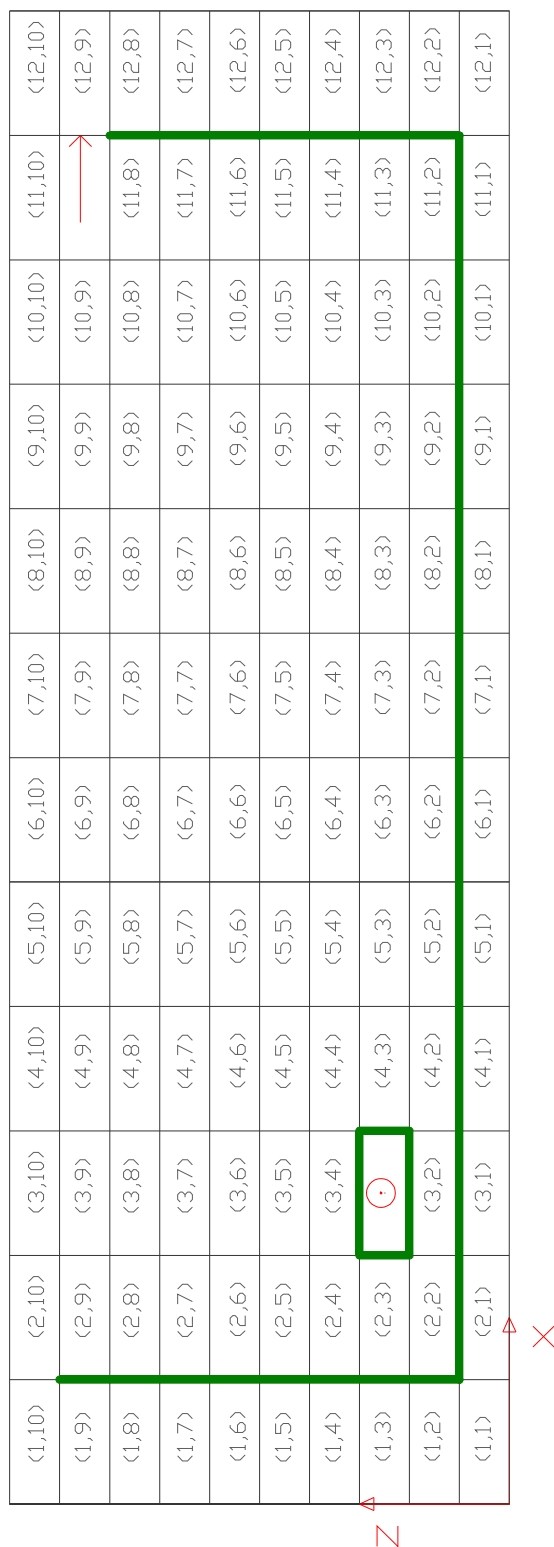 (1,10) (2,10) (3,10) (4,10) (5,10) (6,10) (7,10) (8,10) (9,10) (10,10) (11,10) (12,10)
(1,9) (2,9) (3,9) (4,9) (5,9) (6,9) (7,9) (8,9) (9,9) (10,9) (12,9)
(1,8) (2,8) (3,8) (4,8) (5,8) (6,8) (7,8) (8,8) (9,8) (10,8) (11,8) (12,8)
(1,7) (2,7) (3,7) (4,7) (5,7) (6,7) (7,7) (8,7) (9,7) (10,7) (11,7) (12,7)
(1,6) (2,6) (3,6) (4,6) (5,6) (6,6) (7,6) (8,6) (9,6) (10,6) (11,6) (12,6)
(1,5) (2,5) (3,5) (4,5) (5,5) (6,5) (7,5) (8,5) (9,5) (10,5) (11,5) (12,5)
(1,4) (2,4) (3,4) (4,4) (5,4) (6,4) (7,4) (8,4) (9,4) (10,4) (11,4) (12,4)
Z (1,3) (2,3) (4,3) (5,3) (6,3) (7,3) (8,3) (9,3) (10,3) (11,3) (12,3)
(1,2) (2,2) (3,2) (4,2) (5,2) (6,2) (7,2) (8,2) (9,2) (10,2) (11,2) (12,2)
(1,1) (2,1) (3,1) (4,1) (5,1) (6,1) (7,1) (8,1) (9,1) (10,1) (11,1) (12,1)
X